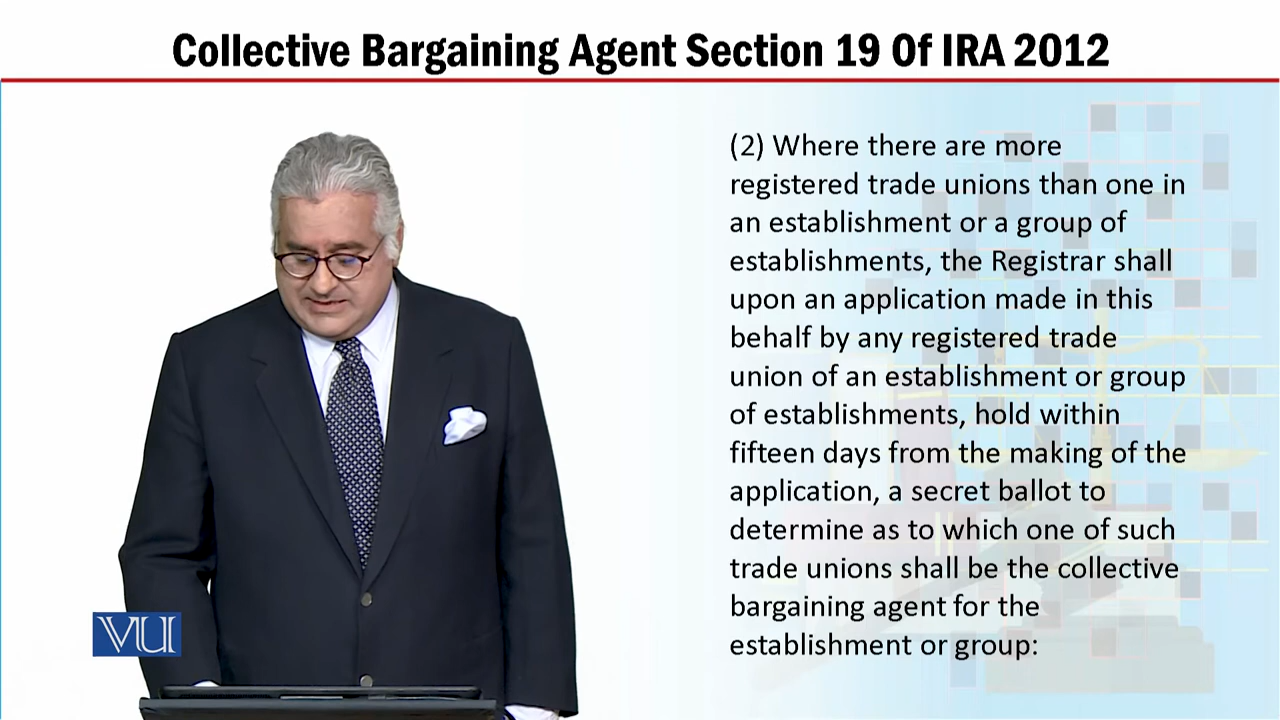 Collective Bargaining Agent Section 19 Of IRA 2012
(2) Where there are more
registered trade unions than one in
an establishment or a group of
establishments, the Registrar shall
upon an application made in this
behalf by any registered trade
union of an establishment or group
of establishments, hold within
fifteen days from the making of the
application, a secret ballot to
determine as to which one of such
trade unions shall be the collective
bargaining agent for the
establishment or group:
VU